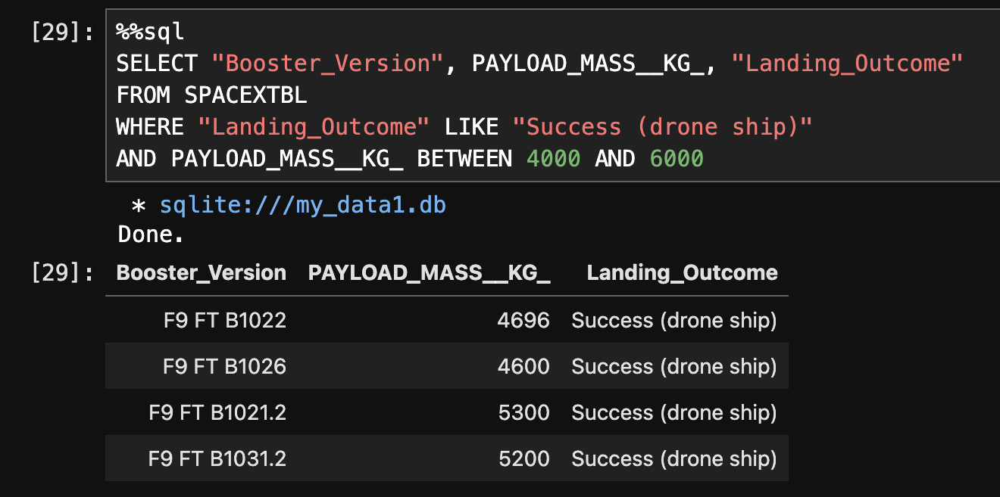 [29]: %%sql
SELECT "Booster_Version", PAYLOAD_MASS__KG_, "Landing_Outcome"
FROM SPACEXTBL
WHERE "Landing_Outcome" LIKE "Success (drone ship)"
AND PAYLOAD_MASS__KG_ BETWEEN 4000 AND 6000
* sqlite:///my_data1.db
Done.
[29]: Booster_Version PAYLOAD_MASS__KG_ Landing_Outcome
F9 FT B1022 4696 Success (drone ship)
F9 FT B1026 4600 Success (drone ship)
F9 FT B1021.2 5300 Success (drone ship)
F9 FT B1031.2 5200 Success (drone ship)